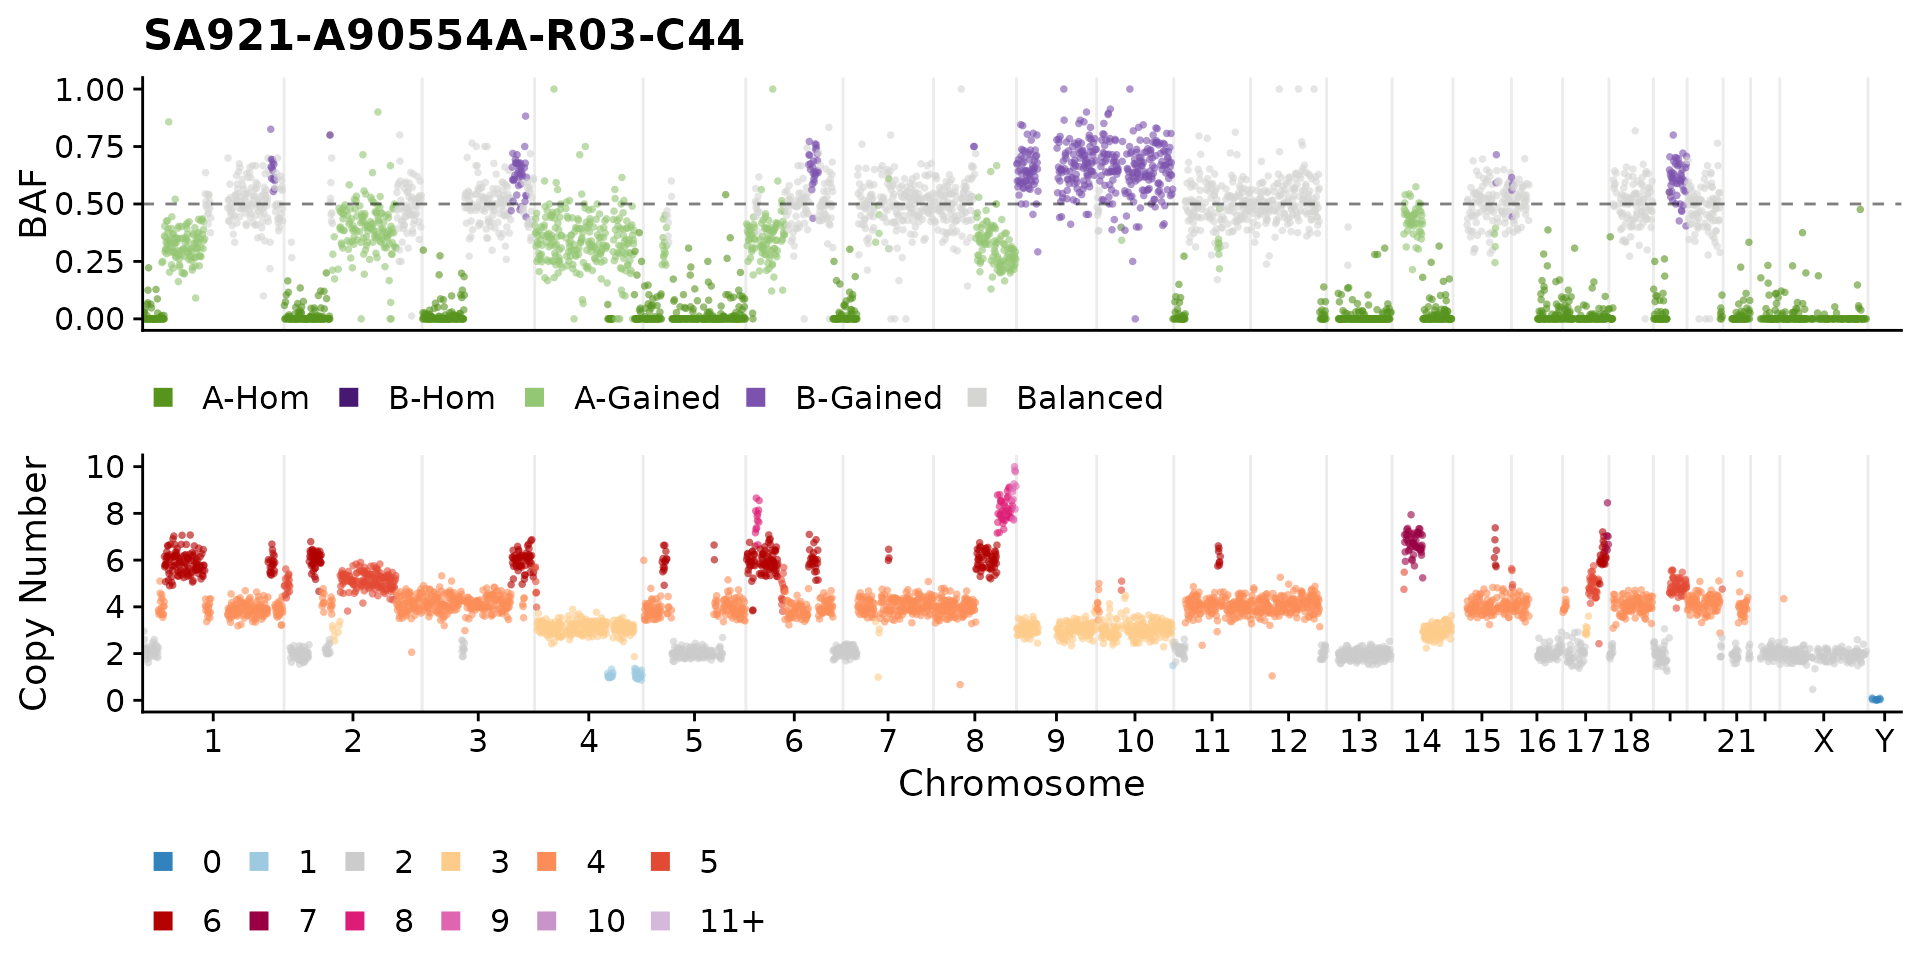 SA921-A90554A-R03-C44
BAF
1.00
0.75
0.50
0.25
0.00
A-Hom B-Hom A-Gained B-Gained Balanced
Copy Number
10
8
6
4
2
0
1 2 3 4 5 6 7 8 9 10 11 12 13 14 15 16 17 18 21 X Y
Chromosome
0 1 2 3 4 5
6 7 8 9 10 11+